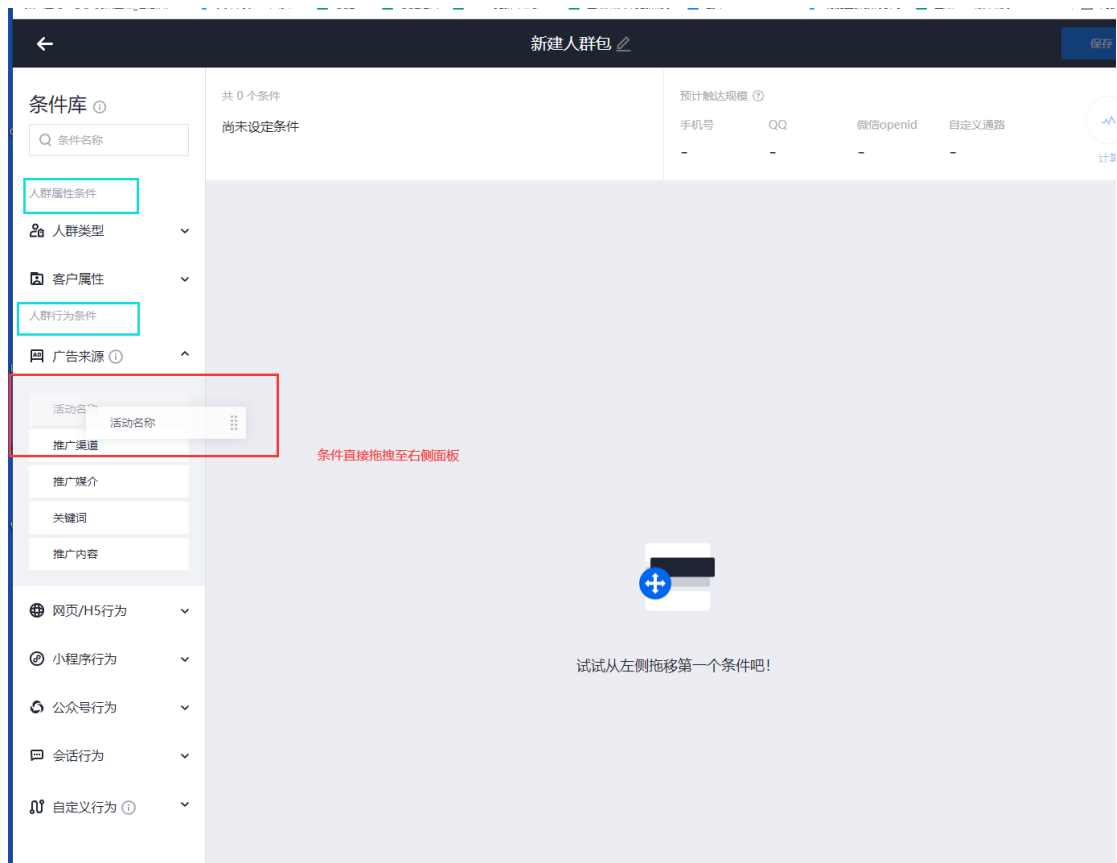 新建人群包
保存
条件库
条件名称
人群属性条件
人群类型
客户属性
人群行为条件
广告来源
活动名称
推广渠道
推广媒介
关键词
推广内容
网页/H5行为
小程序行为
公众号行为
会话行为
自定义行为
共 0 个条件
尚未设定条件
预计触达规模
手机号 QQ 微信openid 自定义通路
- - - -
计算
条件直接拖拽至右侧面板
试试从左侧拖移第一个条件吧!